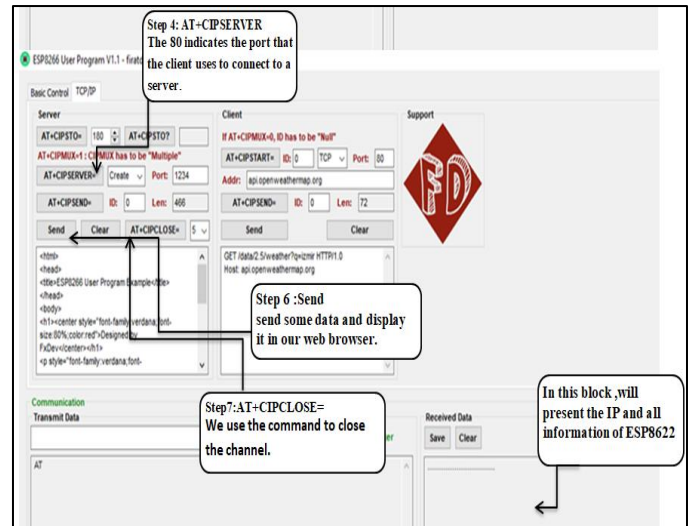 Step 4: AT+CIPSERVER
The 80 indicates the port that
the client uses to connect to a
server.
ESP8266 User Program V1.1 - firato
Basic Control TCP/IP
Server
AT+CIPSTO= 180 AT+CIPSTO?
AT+CIPMUX=1 : CIPMUX has to be "Multiple"
AT+CIPSERVER= Create Port: 1234
AT+CIPSEND= ID: 0 Len: 466
Send Clear AT+CIPCLOSE= 5
<html>
<head>
<title>ESP8266 User Program Example</title>
</head>
<body>
<h1><center style="font-family:verdana;font-
size:80%;color:red">Designed by
FxDev</center></h1>
<p style="font-family:verdana;font-
Client
If AT+CIPMUX=0, ID has to be "Null"
AT+CIPSTART= ID: 0 TCP Port: 80
Addr: api.openweathermap.org
AT+CIPSEND= ID: 0 Len: 72
Send Clear
GET /data/2.5/weather?q=izmir HTTP/1.0
Host: api.openweathermap.org
Support
FD
Step 6 :Send
send some data and display
it in our web browser.
Step7:AT+CIPCLOSE=
We use the command to close
the channel.
In this block ,will
present the IP and all
information of ESP8622
Communication
Transmit Data
er
AT
Received Data
Save Clear